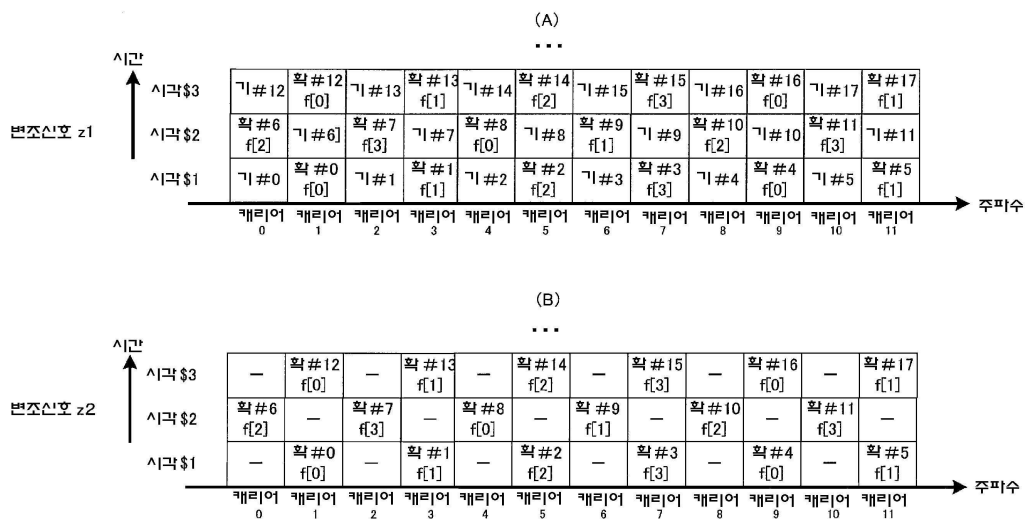 (A)
...
시간
변조신호 z1
시각$3
기#12 확#12 f[0] 기#13 확#13 f[1] 기#14 확#14 f[2] 기#15 확#15 f[3] 기#16 확#16 f[0] 기#17 확#17 f[1]
시각$2
확#6 f[2] 기#6] 확#7 f[3] 기#7 확#8 f[0] 기#8 확#9 f[1] 기#9 확#10 f[2] 기#10 확#11 f[3] 기#11
시각$1
기#0 확#0 f[0] 기#1 확#1 f[1] 기#2 확#2 f[2] 기#3 확#3 f[3] 기#4 확#4 f[0] 기#5 확#5 f[1]
주파수
캐리어 0 캐리어 1 캐리어 2 캐리어 3 캐리어 4 캐리어 5 캐리어 6 캐리어 7 캐리어 8 캐리어 9 캐리어 10 캐리어 11
(B)
...
시간
변조신호 z2
시각$3
— 확#12 f[0] — 확#13 f[1] — 확#14 f[2] — 확#15 f[3] — 확#16 f[0] — 확#17 f[1]
시각$2
확#6 f[2] — 확#7 f[3] — 확#8 f[0] — 확#9 f[1] — 확#10 f[2] — 확#11 f[3] —
시각$1
— 확#0 f[0] — 확#1 f[1] — 확#2 f[2] — 확#3 f[3] — 확#4 f[0] — 확#5 f[1]
주파수
캐리어 0 캐리어 1 캐리어 2 캐리어 3 캐리어 4 캐리어 5 캐리어 6 캐리어 7 캐리어 8 캐리어 9 캐리어 10 캐리어 11